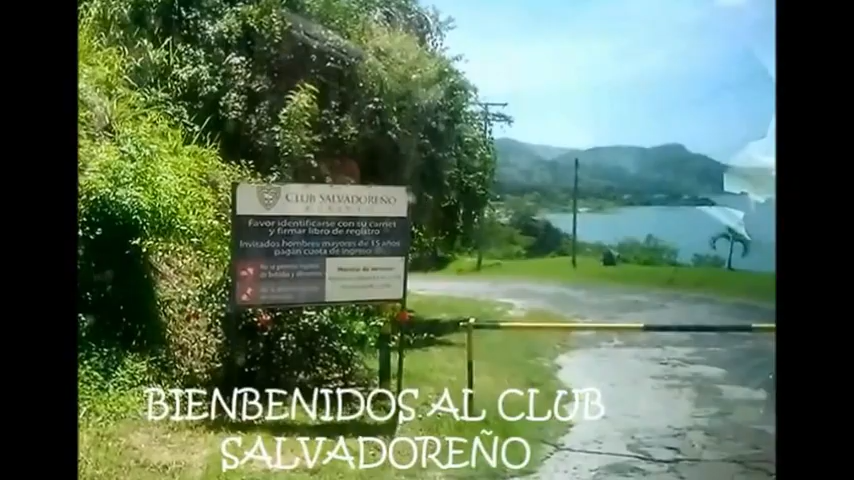 CLUB SALVADOREÑO
FAVOR IDENTIFICARSE CON SU CARNET
Y FIRMAR LIBRO DE REGISTRO
INVITADOS HOMBRES MAYORES DE 15 AÑOS
PAGAN CUOTA DE INGRESO
BIENVENIDOS AL CLUB
SALVADOREÑO